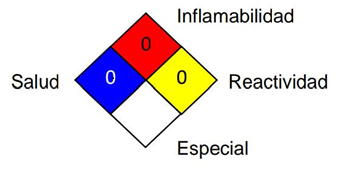 Inflamabilidad
0
Salud 0 0 Reactividad
Especial